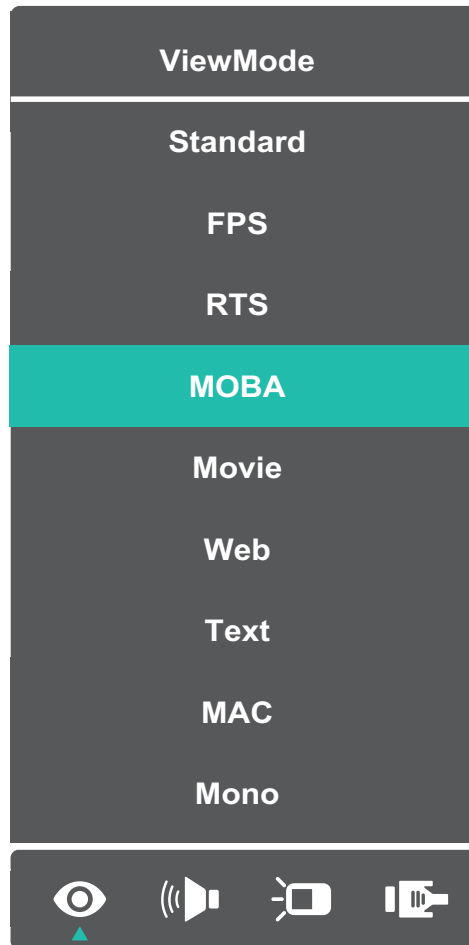 ViewMode
Standard
FPS
RTS
MOBA
Movie
Web
Text
MAC
Mono